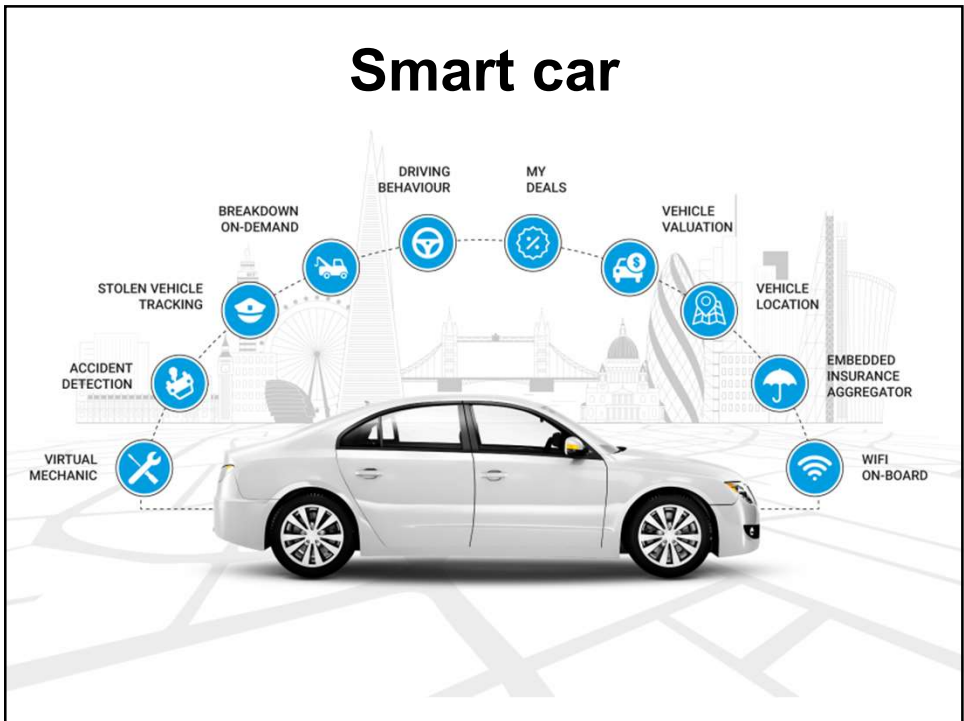 Smart car
DRIVING
BEHAVIOUR
MY
DEALS
BREAKDOWN
ON-DEMAND
VEHICLE
VALUATION
STOLEN VEHICLE
TRACKING
VEHICLE
LOCATION
ACCIDENT
DETECTION
EMBEDDED
INSURANCE
AGGREGATOR
VIRTUAL
MECHANIC
WIFI
ON-BOARD